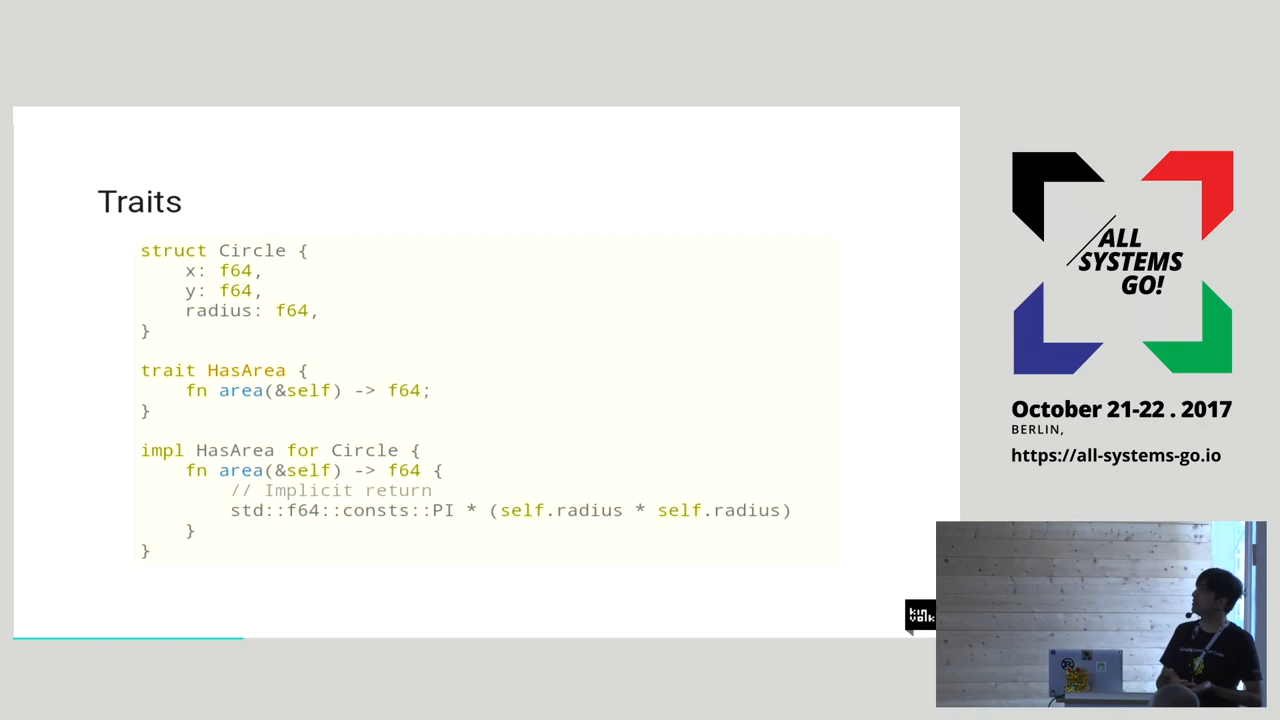 Traits
struct Circle {
    x: f64,
    y: f64,
    radius: f64,
}
trait HasArea {
    fn area(&self) -> f64;
}
impl HasArea for Circle {
    fn area(&self) -> f64 {
        // Implicit return
        std::f64::consts::PI * (self.radius * self.radius)
    }
}
kin
volk
ALL
SYSTEMS
GO!
October 21-22 . 2017
BERLIN,
https://all-systems-go.io